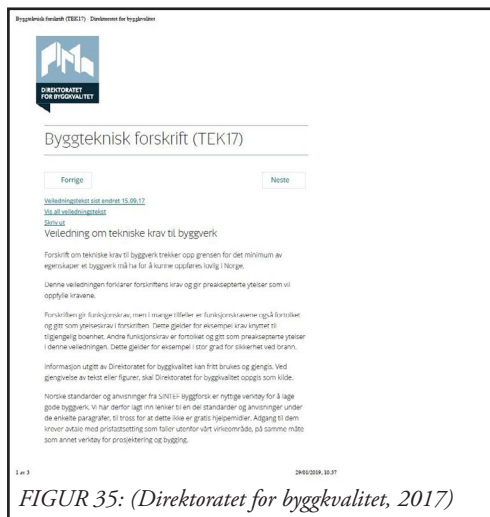 Byggteknisk forskrift (TEK17) - Direktoratet for byggkvalitet
DIREKTORATET
FOR BYGGKVALITET
Byggteknisk forskrift (TEK17)
Forrige
Neste
Veiledningstekst sist endret 15.09.17
Vis all veiledningstekst
Skriv ut
Veiledning om tekniske krav til byggverk
Forskrift om tekniske krav til byggverk trekker opp grensen for det minimum av
egenskaper et byggverk må ha for å kunne oppføres lovlig i Norge.
Denne veiledningen forklarer forskriftens krav og gir preaksepterte ytelser som vil
oppfylle kravene.
Forskriften gir funksjonskrav, men i mange tilfeller er funksjonskravene også fortolket
og gitt som ytelseskrav i forskriften. Dette gjelder for eksempel krav knyttet til
tilgjengelig boenhet. Andre funksjonskrav er fortolket og gitt som preaksepterte ytelser
i denne veiledningen. Dette gjelder for eksempel i stor grad for sikkerhet ved brann.
Informasjon utgitt av Direktoratet for byggkvalitet kan fritt brukes og gjengis. Ved
gjengivelse av tekst eller figurer, skal Direktoratet for byggkvalitet oppgis som kilde.
Norske standarder og anvisninger fra SINTEF Byggforsk er nyttige verktøy for å lage
gode byggverk. Vi har derfor lagt inn lenker til en del standarder og anvisninger under
de enkelte paragrafer, til tross for at dette ikke er gratis hjelpemidler. Adgang til dem
krever avtale med prisfastsetting som faller utenfor vårt virkeområde, på samme måte
som annet verktøy for prosjektering og bygging.
1 av 3
29/01/2019, 10:37
FIGUR 35: (Direktoratet for byggkvalitet, 2017)